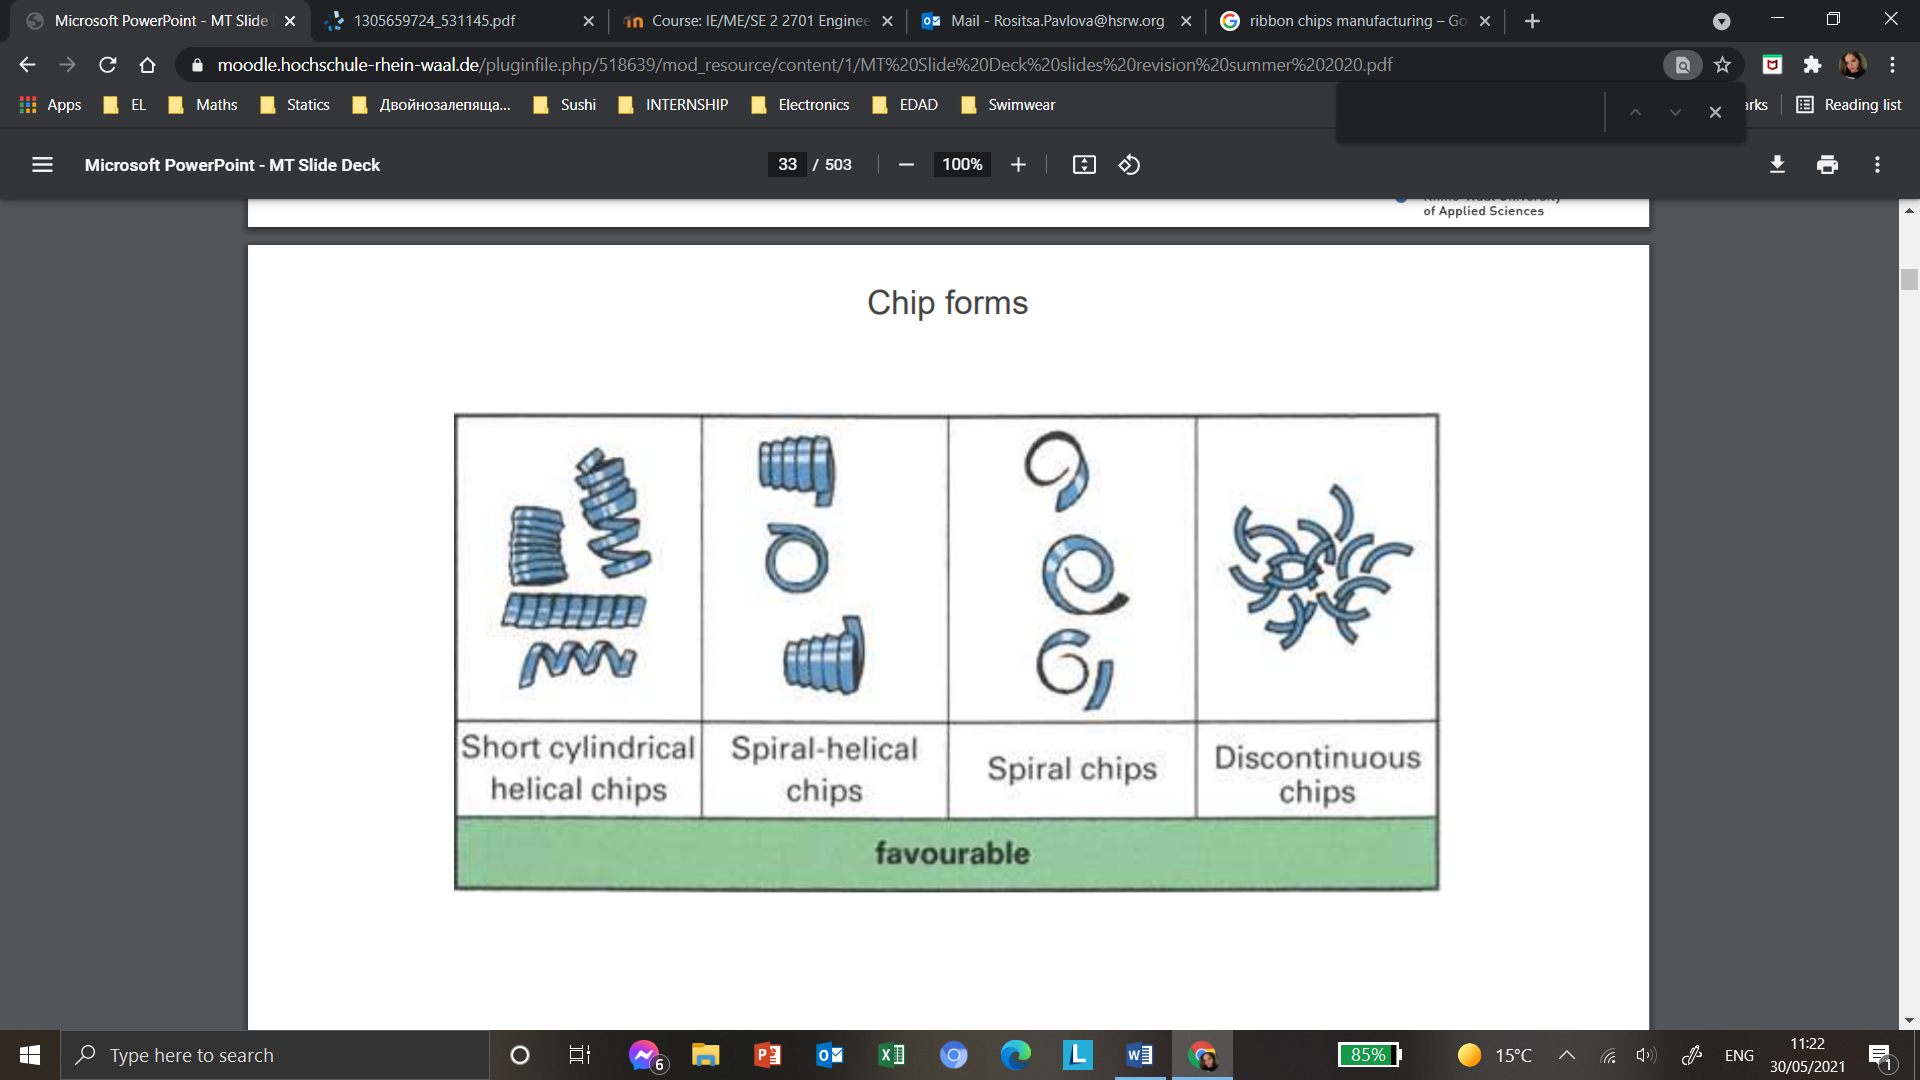 Microsoft PowerPoint - MT Slide
1305659724_531145.pdf
Course: IE/ME/SE 2 2701 Enginee
Mail - Rositsa.Pavlova@hsrw.org
ribbon chips manufacturing – Go
moodle.hochschule-rhein-waal.de/pluginfile.php/518639/mod_resource/content/1/MT%20Slide%20Deck%20slides%20revision%20summer%202020.pdf
Apps EL Maths Statics Двойнозалепяща... Sushi INTERNSHIP Electronics EDAD Swimwear arks Reading list
Microsoft PowerPoint - MT Slide Deck 33 / 503 100%
of Applied Sciences
Chip forms
Short cylindrical
helical chips
Spiral-helical
chips
Spiral chips
Discontinuous
chips
favourable
Type here to search
6
85%
15°C
ENG
11:22
30/05/2021
1